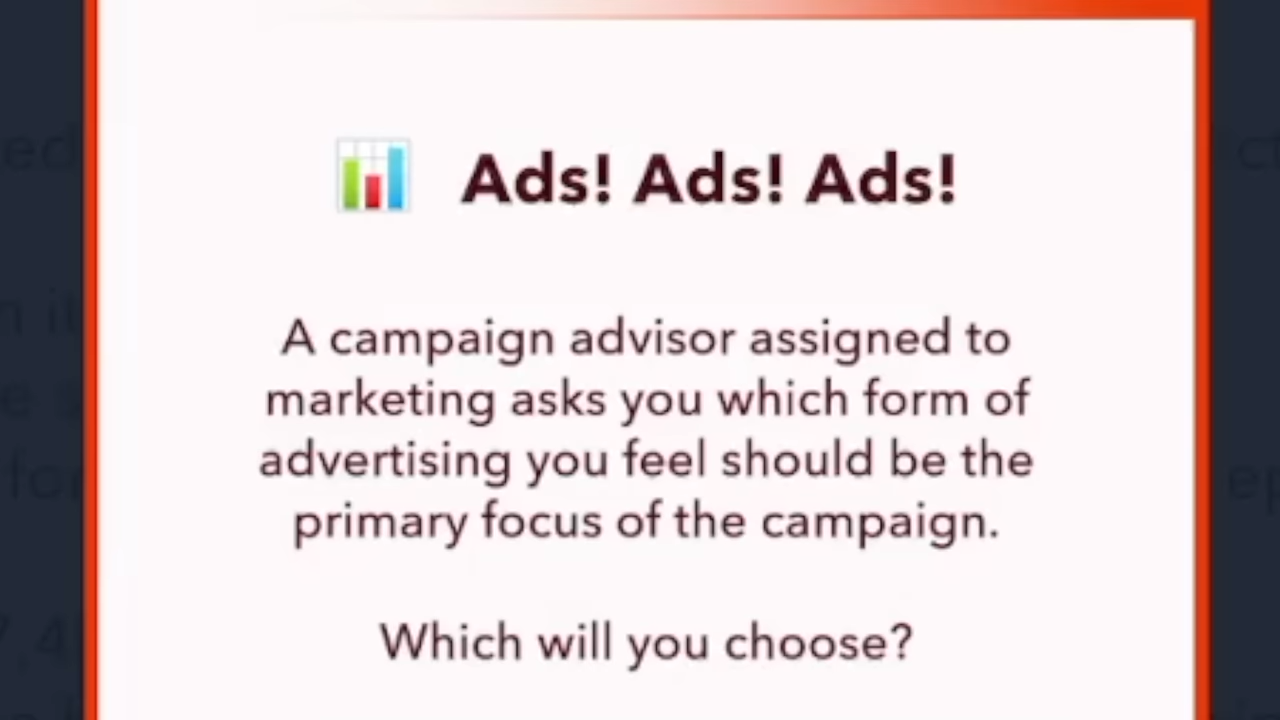 Ads! Ads! Ads!
A campaign advisor assigned to
marketing asks you which form of
advertising you feel should be the
primary focus of the campaign.
Which will you choose?